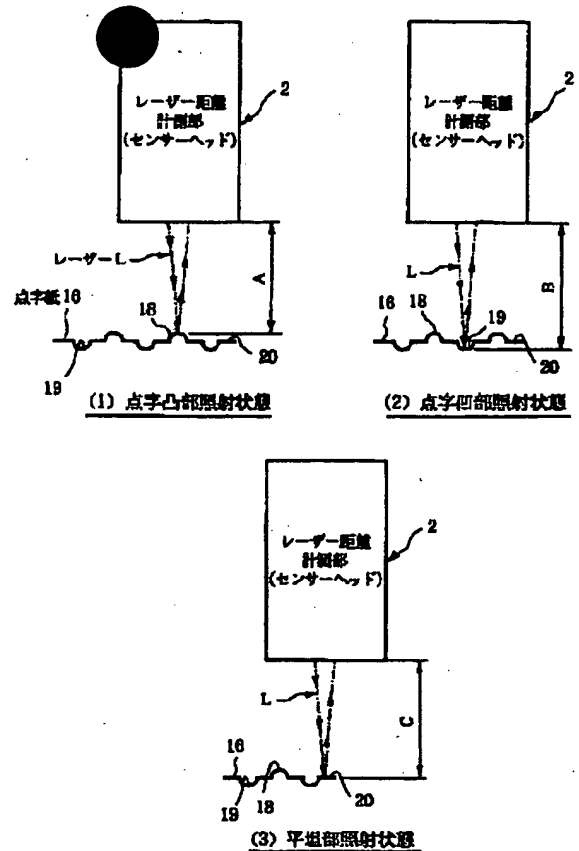 レーザー距離
計測部
(センサーヘッド)
2
レーザーL
A
点字紙16
18
19
20
(1) 点字凸部照射状態
レーザー距離
計測部
(センサーヘッド)
2
L
B
18
19
16
20
(2) 点字凹部照射状態
レーザー距離
計測部
(センサーヘッド)
2
L
C
16
19
18
20
(3) 平坦部照射状態